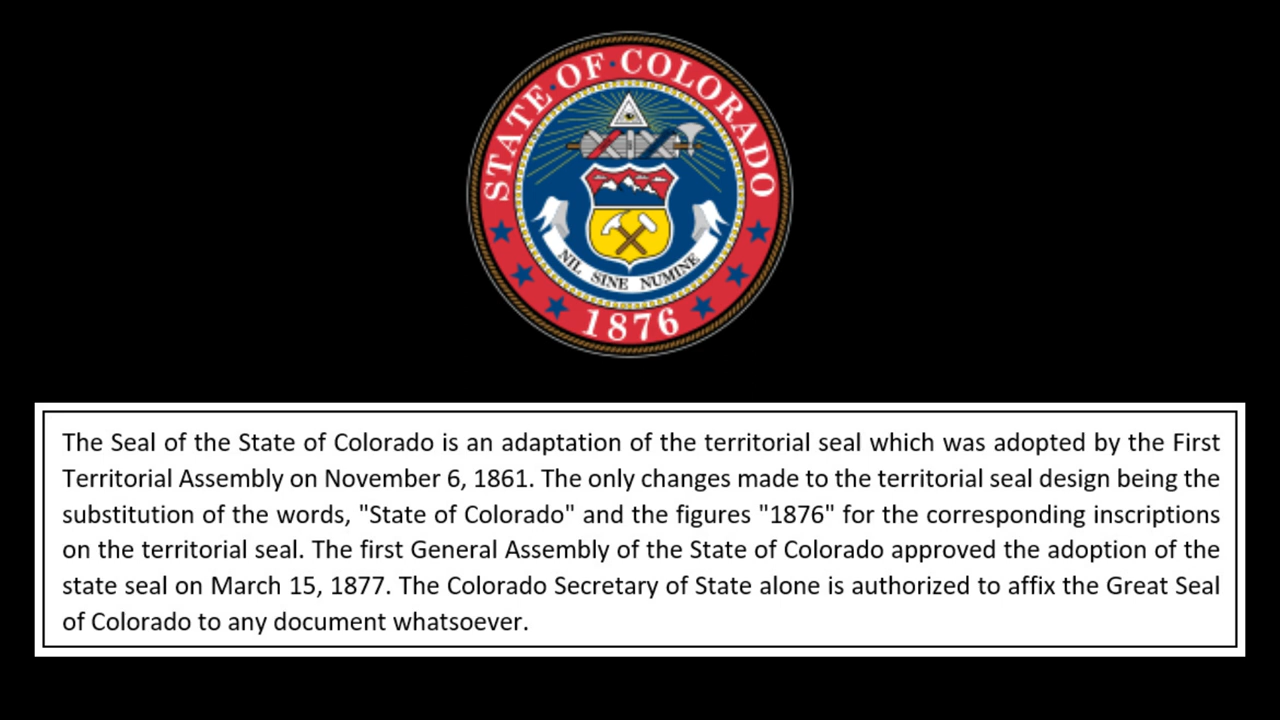 STATE·OF·COLORADO
NIL SINE NUMINE
1876
The Seal of the State of Colorado is an adaptation of the territorial seal which was adopted by the First
Territorial Assembly on November 6, 1861. The only changes made to the territorial seal design being the
substitution of the words, "State of Colorado" and the figures "1876" for the corresponding inscriptions
on the territorial seal. The first General Assembly of the State of Colorado approved the adoption of the
state seal on March 15, 1877. The Colorado Secretary of State alone is authorized to affix the Great Seal
of Colorado to any document whatsoever.